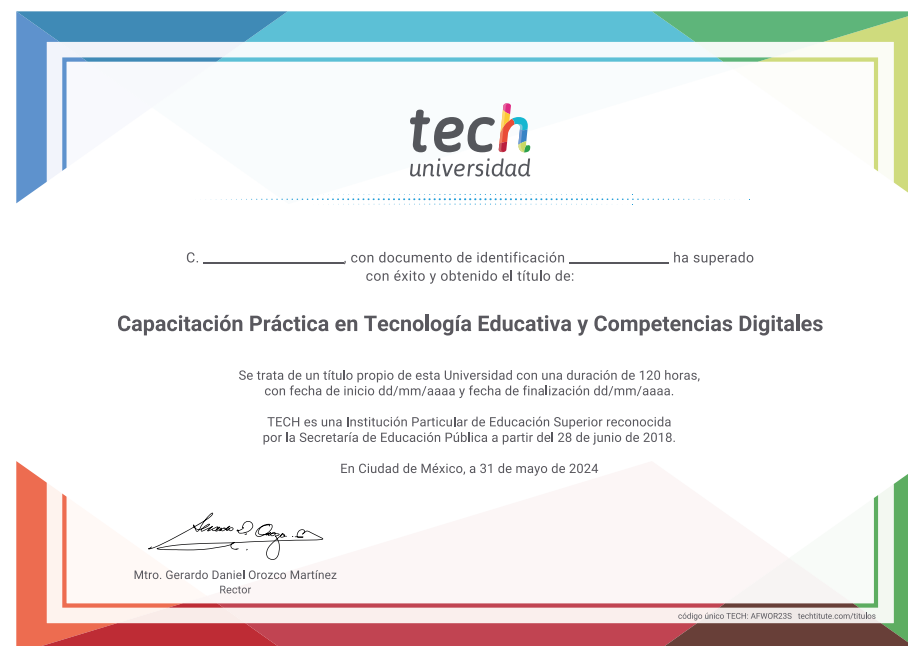 tech
universidad
C. ____________, con documento de identificación ____________ ha superado
con éxito y obtenido el título de:
Capacitación Práctica en Tecnología Educativa y Competencias Digitales
Se trata de un título propio de esta Universidad con una duración de 120 horas,
con fecha de inicio dd/mm/aaaa y fecha de finalización dd/mm/aaaa.
TECH es una Institución Particular de Educación Superior reconocida
por la Secretaría de Educación Pública a partir del 28 de junio de 2018.
En Ciudad de México, a 31 de mayo de 2024
Mtro. Gerardo Daniel Orozco Martínez
Rector
código único TECH: AFWOR23S techtitute.com/titulos